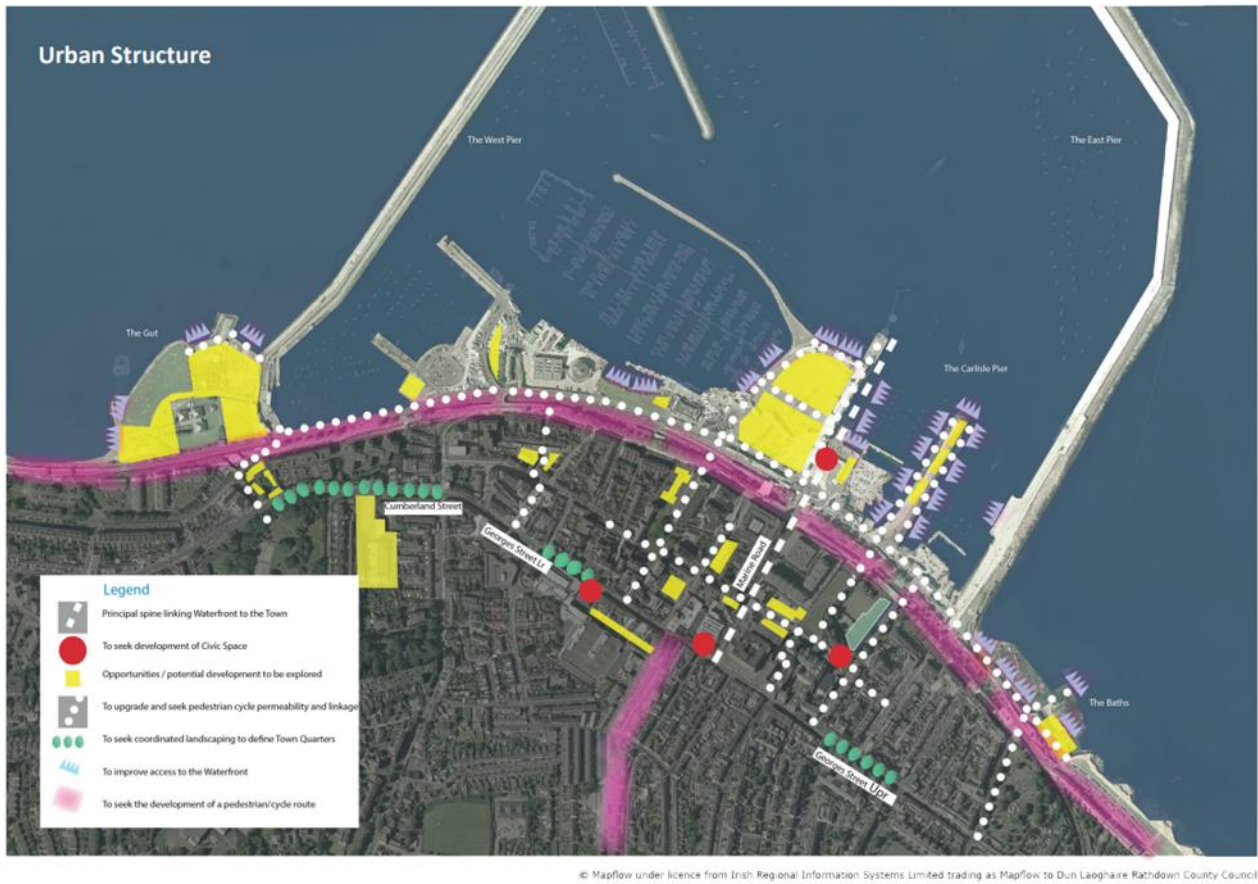 Urban Structure
The West Pier
The East Pier
The Gut
The Carlisle Pier
Cumberland Street
Georges Street Lr
Marine Road
The Baths
Georges Street Upr
Legend
Principal spine linking Waterfront to the Town
To seek development of Civic Space
Opportunities / potential development to be explored
To upgrade and seek pedestrian cycle permeability and linkage
To seek coordinated landscaping to define Town Quarters
To improve access to the Waterfront
To seek the development of a pedestrian/cycle route
© Mapflow under licence from Irish Regional Information Systems Limited trading as Mapflow to Dun Laoghaire Rathdown County Council